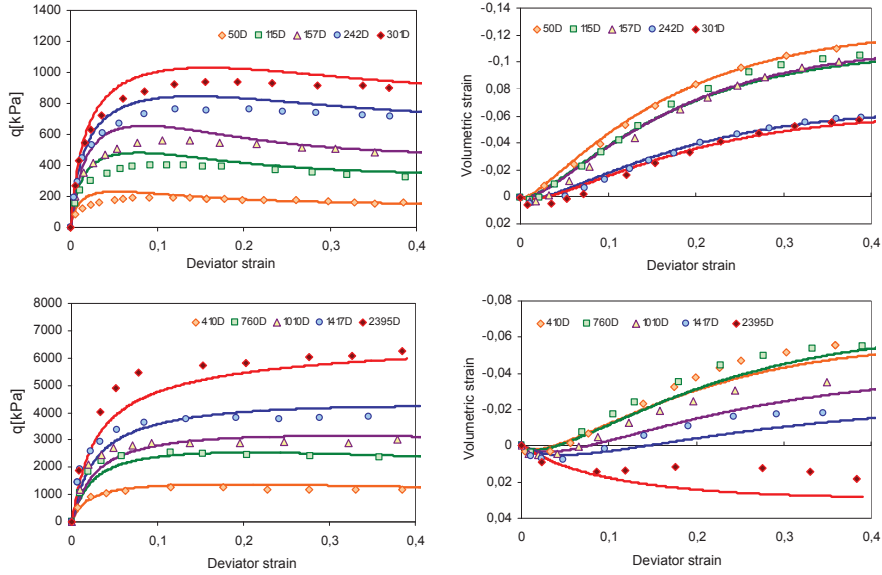 q[kPa]
1400
1200
1000
800
600
400
200
0
50D 115D 157D 242D 301D
0 0,1 0,2 0,3 0,4
Deviator strain
Volumetric strain
-0,14
-0,12
-0,1
-0,08
-0,06
-0,04
-0,02
0
0,02
50D 115D 157D 242D 301D
0 0,1 0,2 0,3 0,4
Deviator strain
q[kPa]
8000
7000
6000
5000
4000
3000
2000
1000
0
410D 760D 1010D 1417D 2395D
0 0,1 0,2 0,3 0,4
Deviator strain
Volumetric strain
-0,08
-0,06
-0,04
-0,02
0
0,02
0,04
410D 760D 1010D 1417D 2395D
0 0,1 0,2 0,3 0,4
Deviator strain